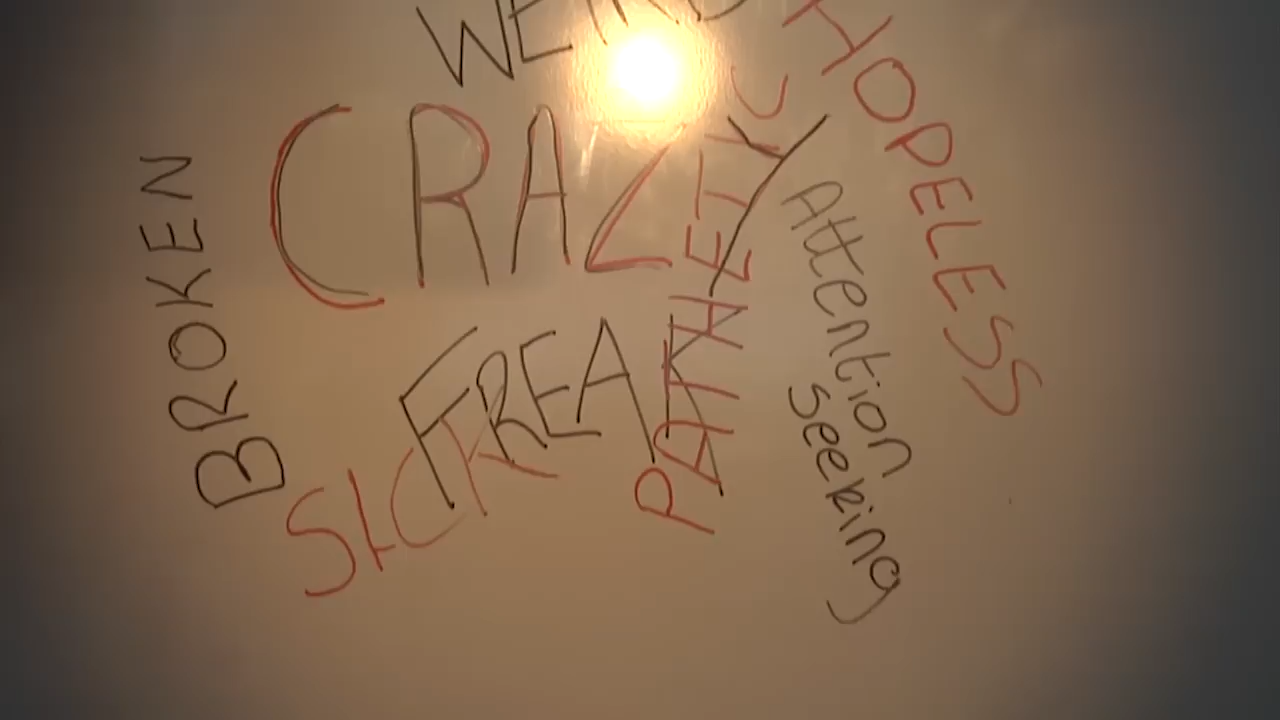 WEIRD
HOPELESS
CRAZY
BROKEN
PATHETIC
Attention
seeking
FREAK
SICK